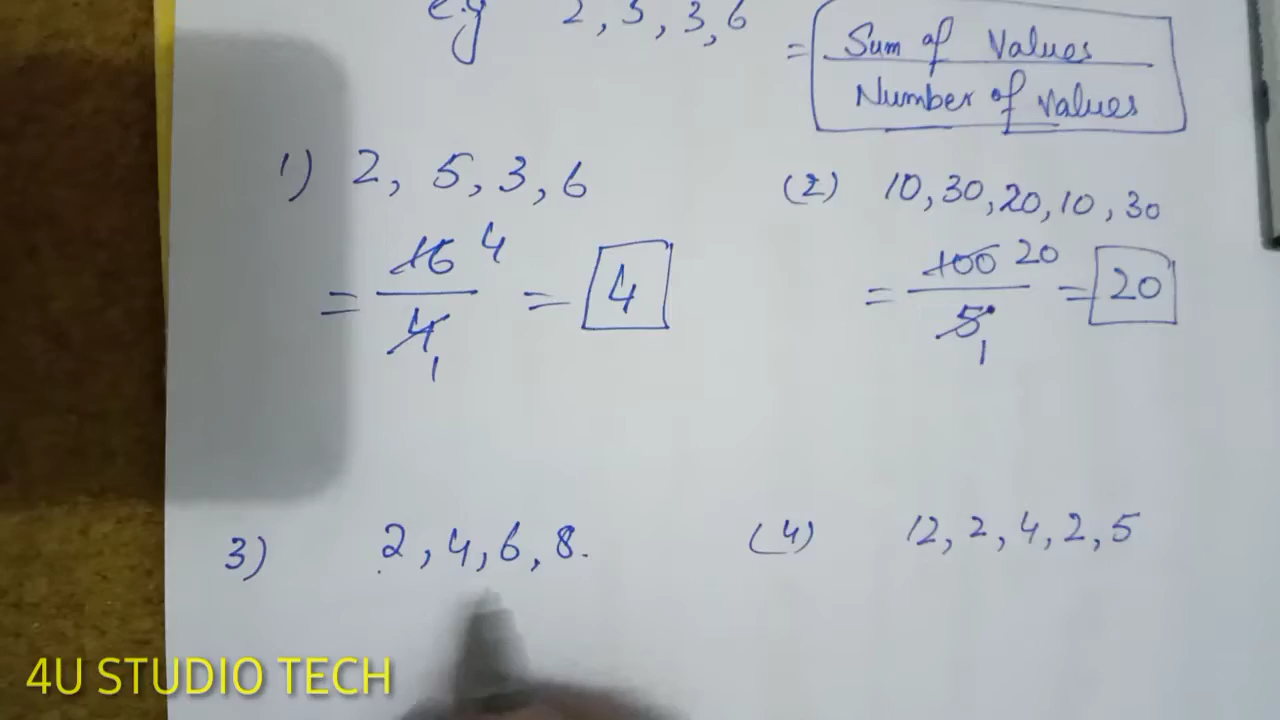 e.g 2, 5, 3, 6
= Sum of Values
Number of values
1) 2, 5, 3, 6
= 16 4 = 4
4 1
(2) 10, 30, 20, 10, 30
= 100 20 = 20
5 1
3) 2, 4, 6, 8.
(4) 12, 2, 4, 2, 5
4U STUDIO TECH